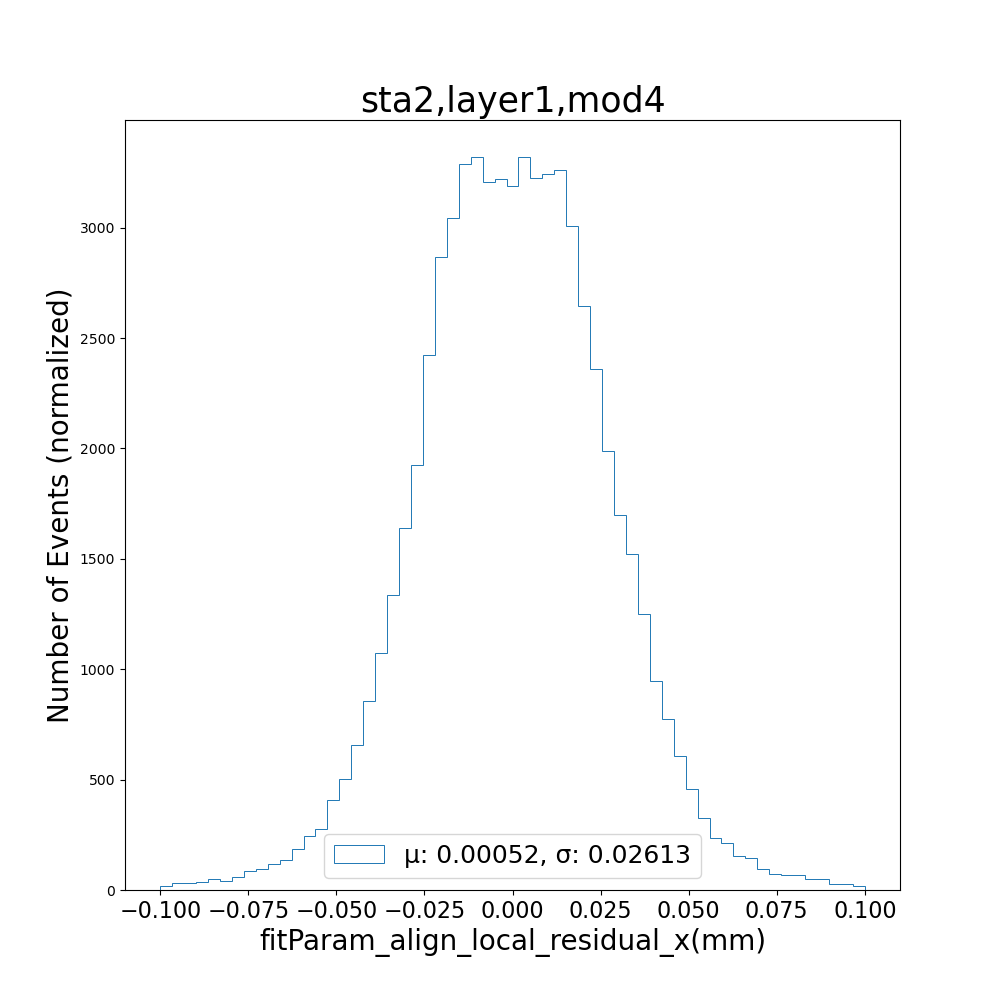 sta2,layer1,mod4
Number of Events (normalized)
3000
2500
2000
1500
1000
500
0
μ: 0.00052, σ: 0.02613
−0.100 −0.075 −0.050 −0.025 0.000 0.025 0.050 0.075 0.100
fitParam_align_local_residual_x(mm)